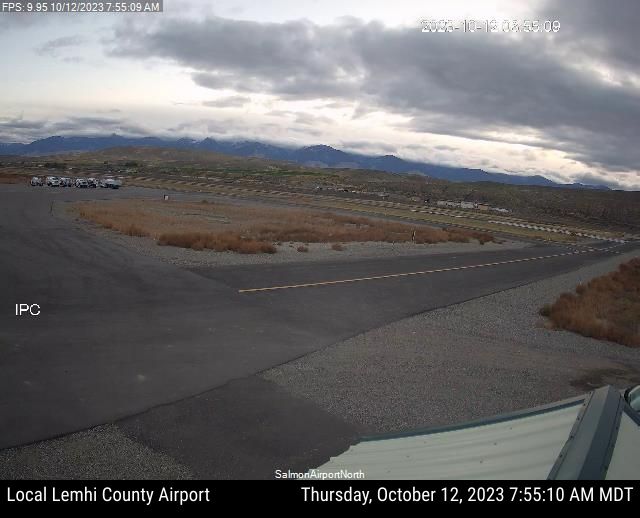 FPS: 9.95 10/12/2023 7:55:09 AM
IPC
SalmonAirportNorth
Local Lemhi County Airport Thursday, October 12, 2023 7:55:10 AM MDT